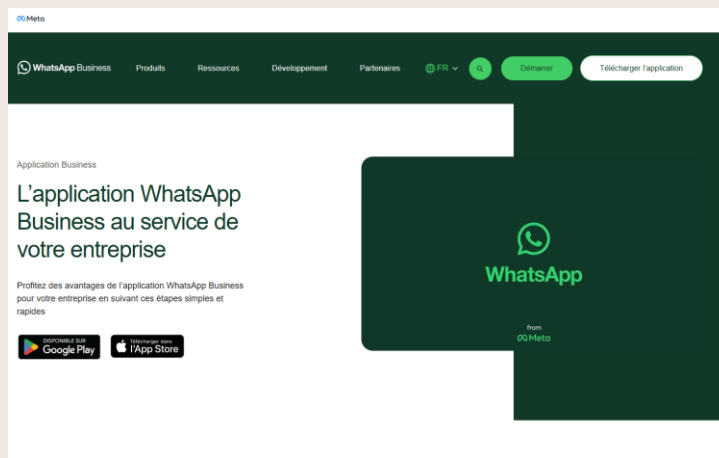 Meta
WhatsApp Business
Produits
Ressources
Développement
Partenaires
FR
Démarrer
Télécharger l'application
Application Business
L'application WhatsApp
Business au service de
votre entreprise
Profitez des avantages de l'application WhatsApp Business
pour votre entreprise en suivant ces étapes simples et
rapides
DISPONIBLE SUR
Google Play
Télécharger dans
l'App Store
WhatsApp
from
Meta